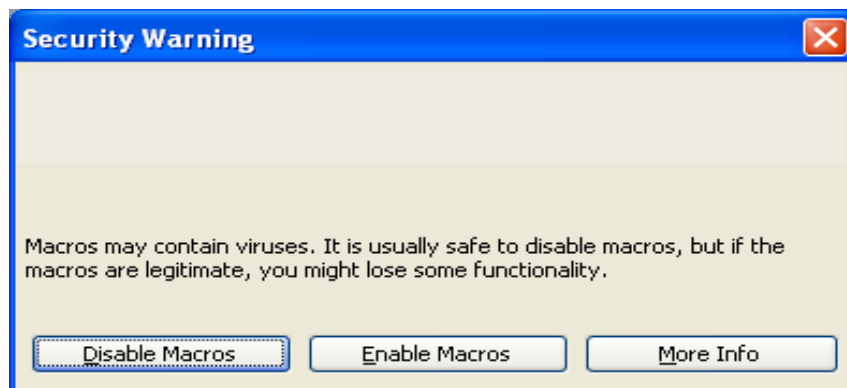 Security Warning
Macros may contain viruses. It is usually safe to disable macros, but if the
macros are legitimate, you might lose some functionality.
Disable Macros Enable Macros More Info